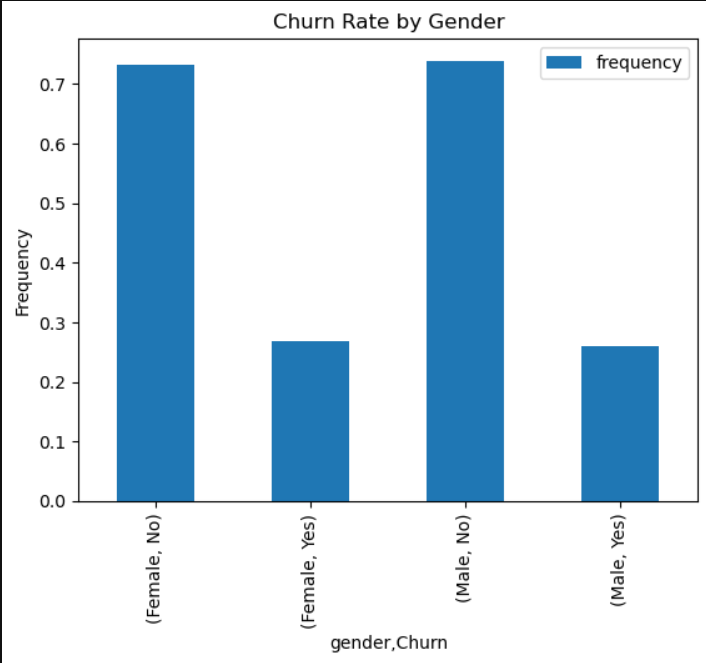 Churn Rate by Gender
frequency
Frequency
0.7
0.6
0.5
0.4
0.3
0.2
0.1
0.0
(Female, No)
(Female, Yes)
(Male, No)
(Male, Yes)
gender,Churn